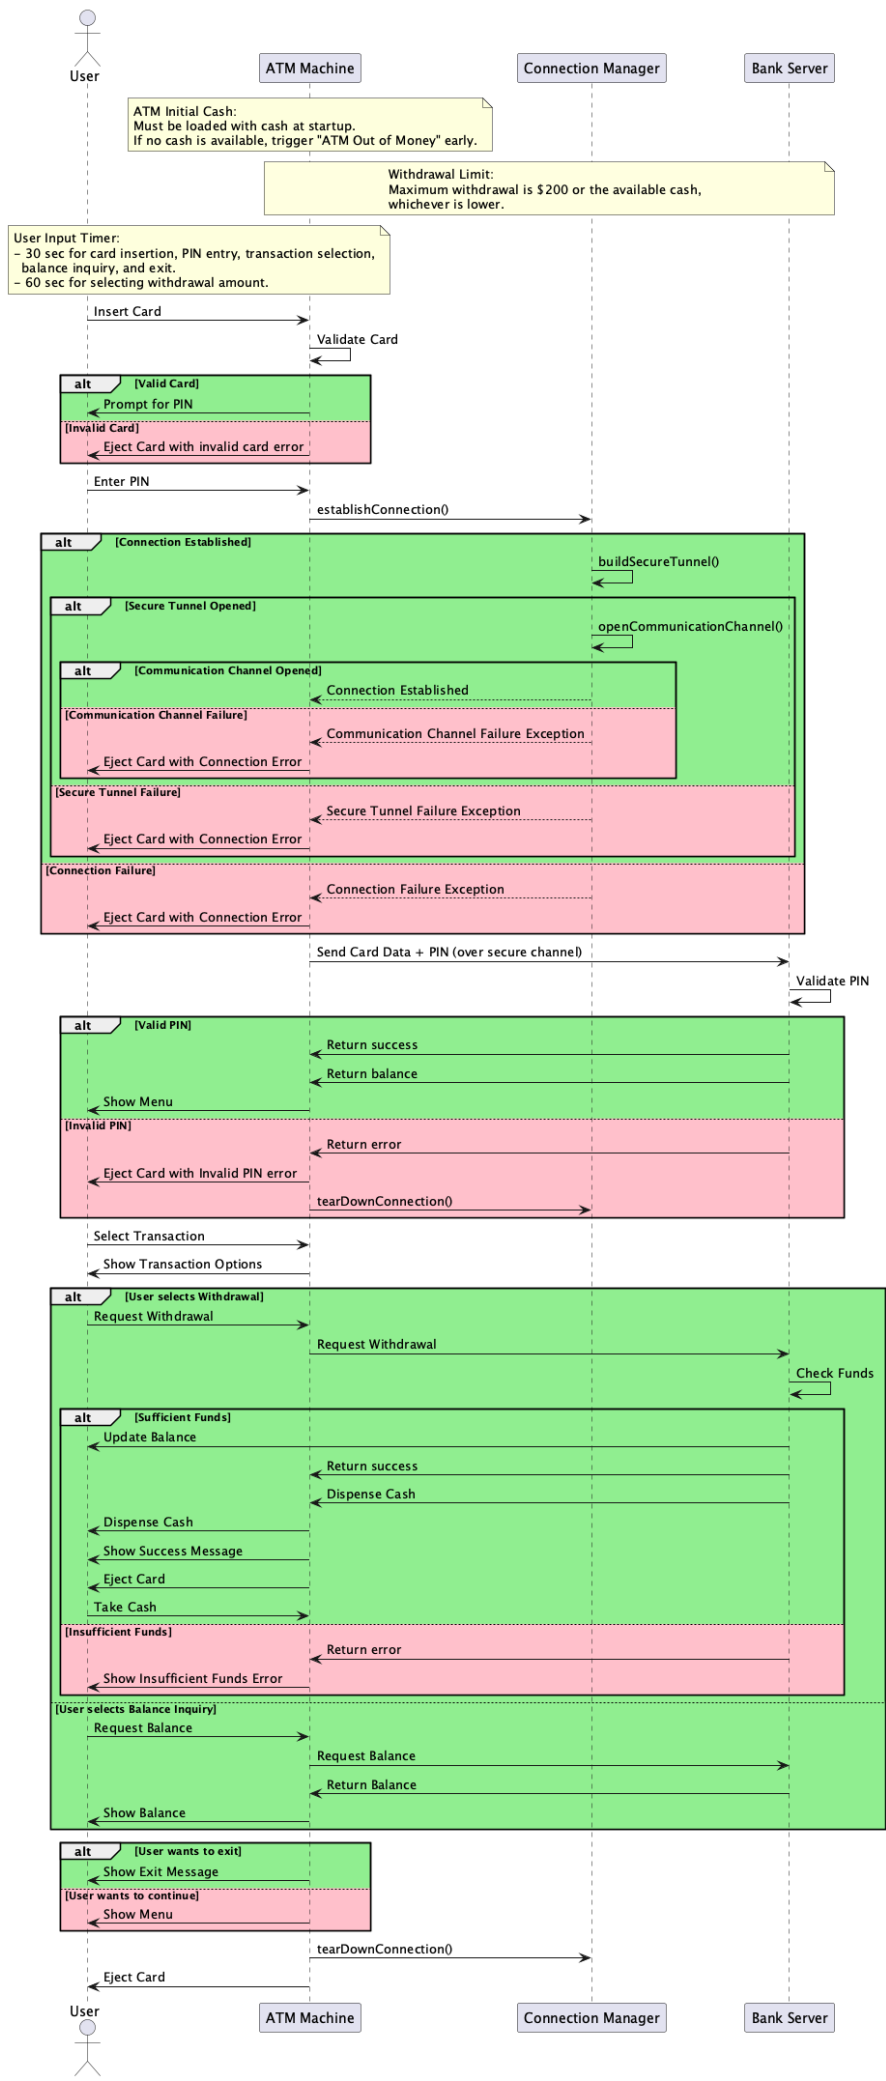 User
ATM Machine
Connection Manager
Bank Server
ATM Initial Cash:
Must be loaded with cash at startup.
If no cash is available, trigger "ATM Out of Money" early.
Withdrawal Limit:
Maximum withdrawal is $200 or the available cash,
whichever is lower.
User Input Timer:
- 30 sec for card insertion, PIN entry, transaction selection,
balance inquiry, and exit.
- 60 sec for selecting withdrawal amount.
Insert Card
Validate Card
alt [Valid Card]
Prompt for PIN
[Invalid Card]
Eject Card with invalid card error
Enter PIN
establishConnection()
alt [Connection Established]
buildSecureTunnel()
alt [Secure Tunnel Opened]
openCommunicationChannel()
alt [Communication Channel Opened]
Connection Established
[Communication Channel Failure]
Communication Channel Failure Exception
Eject Card with Connection Error
[Secure Tunnel Failure]
Secure Tunnel Failure Exception
Eject Card with Connection Error
[Connection Failure]
Connection Failure Exception
Eject Card with Connection Error
Send Card Data + PIN (over secure channel)
Validate PIN
alt [Valid PIN]
Return success
Return balance
Show Menu
[Invalid PIN]
Return error
Eject Card with Invalid PIN error
tearDownConnection()
Select Transaction
Show Transaction Options
alt [User selects Withdrawal]
Request Withdrawal
Request Withdrawal
Check Funds
alt [Sufficient Funds]
Update Balance
Return success
Dispense Cash
Dispense Cash
Show Success Message
Eject Card
Take Cash
[Insufficient Funds]
Return error
Show Insufficient Funds Error
[User selects Balance Inquiry]
Request Balance
Request Balance
Return Balance
Show Balance
alt [User wants to exit]
Show Exit Message
[User wants to continue]
Show Menu
tearDownConnection()
Eject Card
User
ATM Machine
Connection Manager
Bank Server